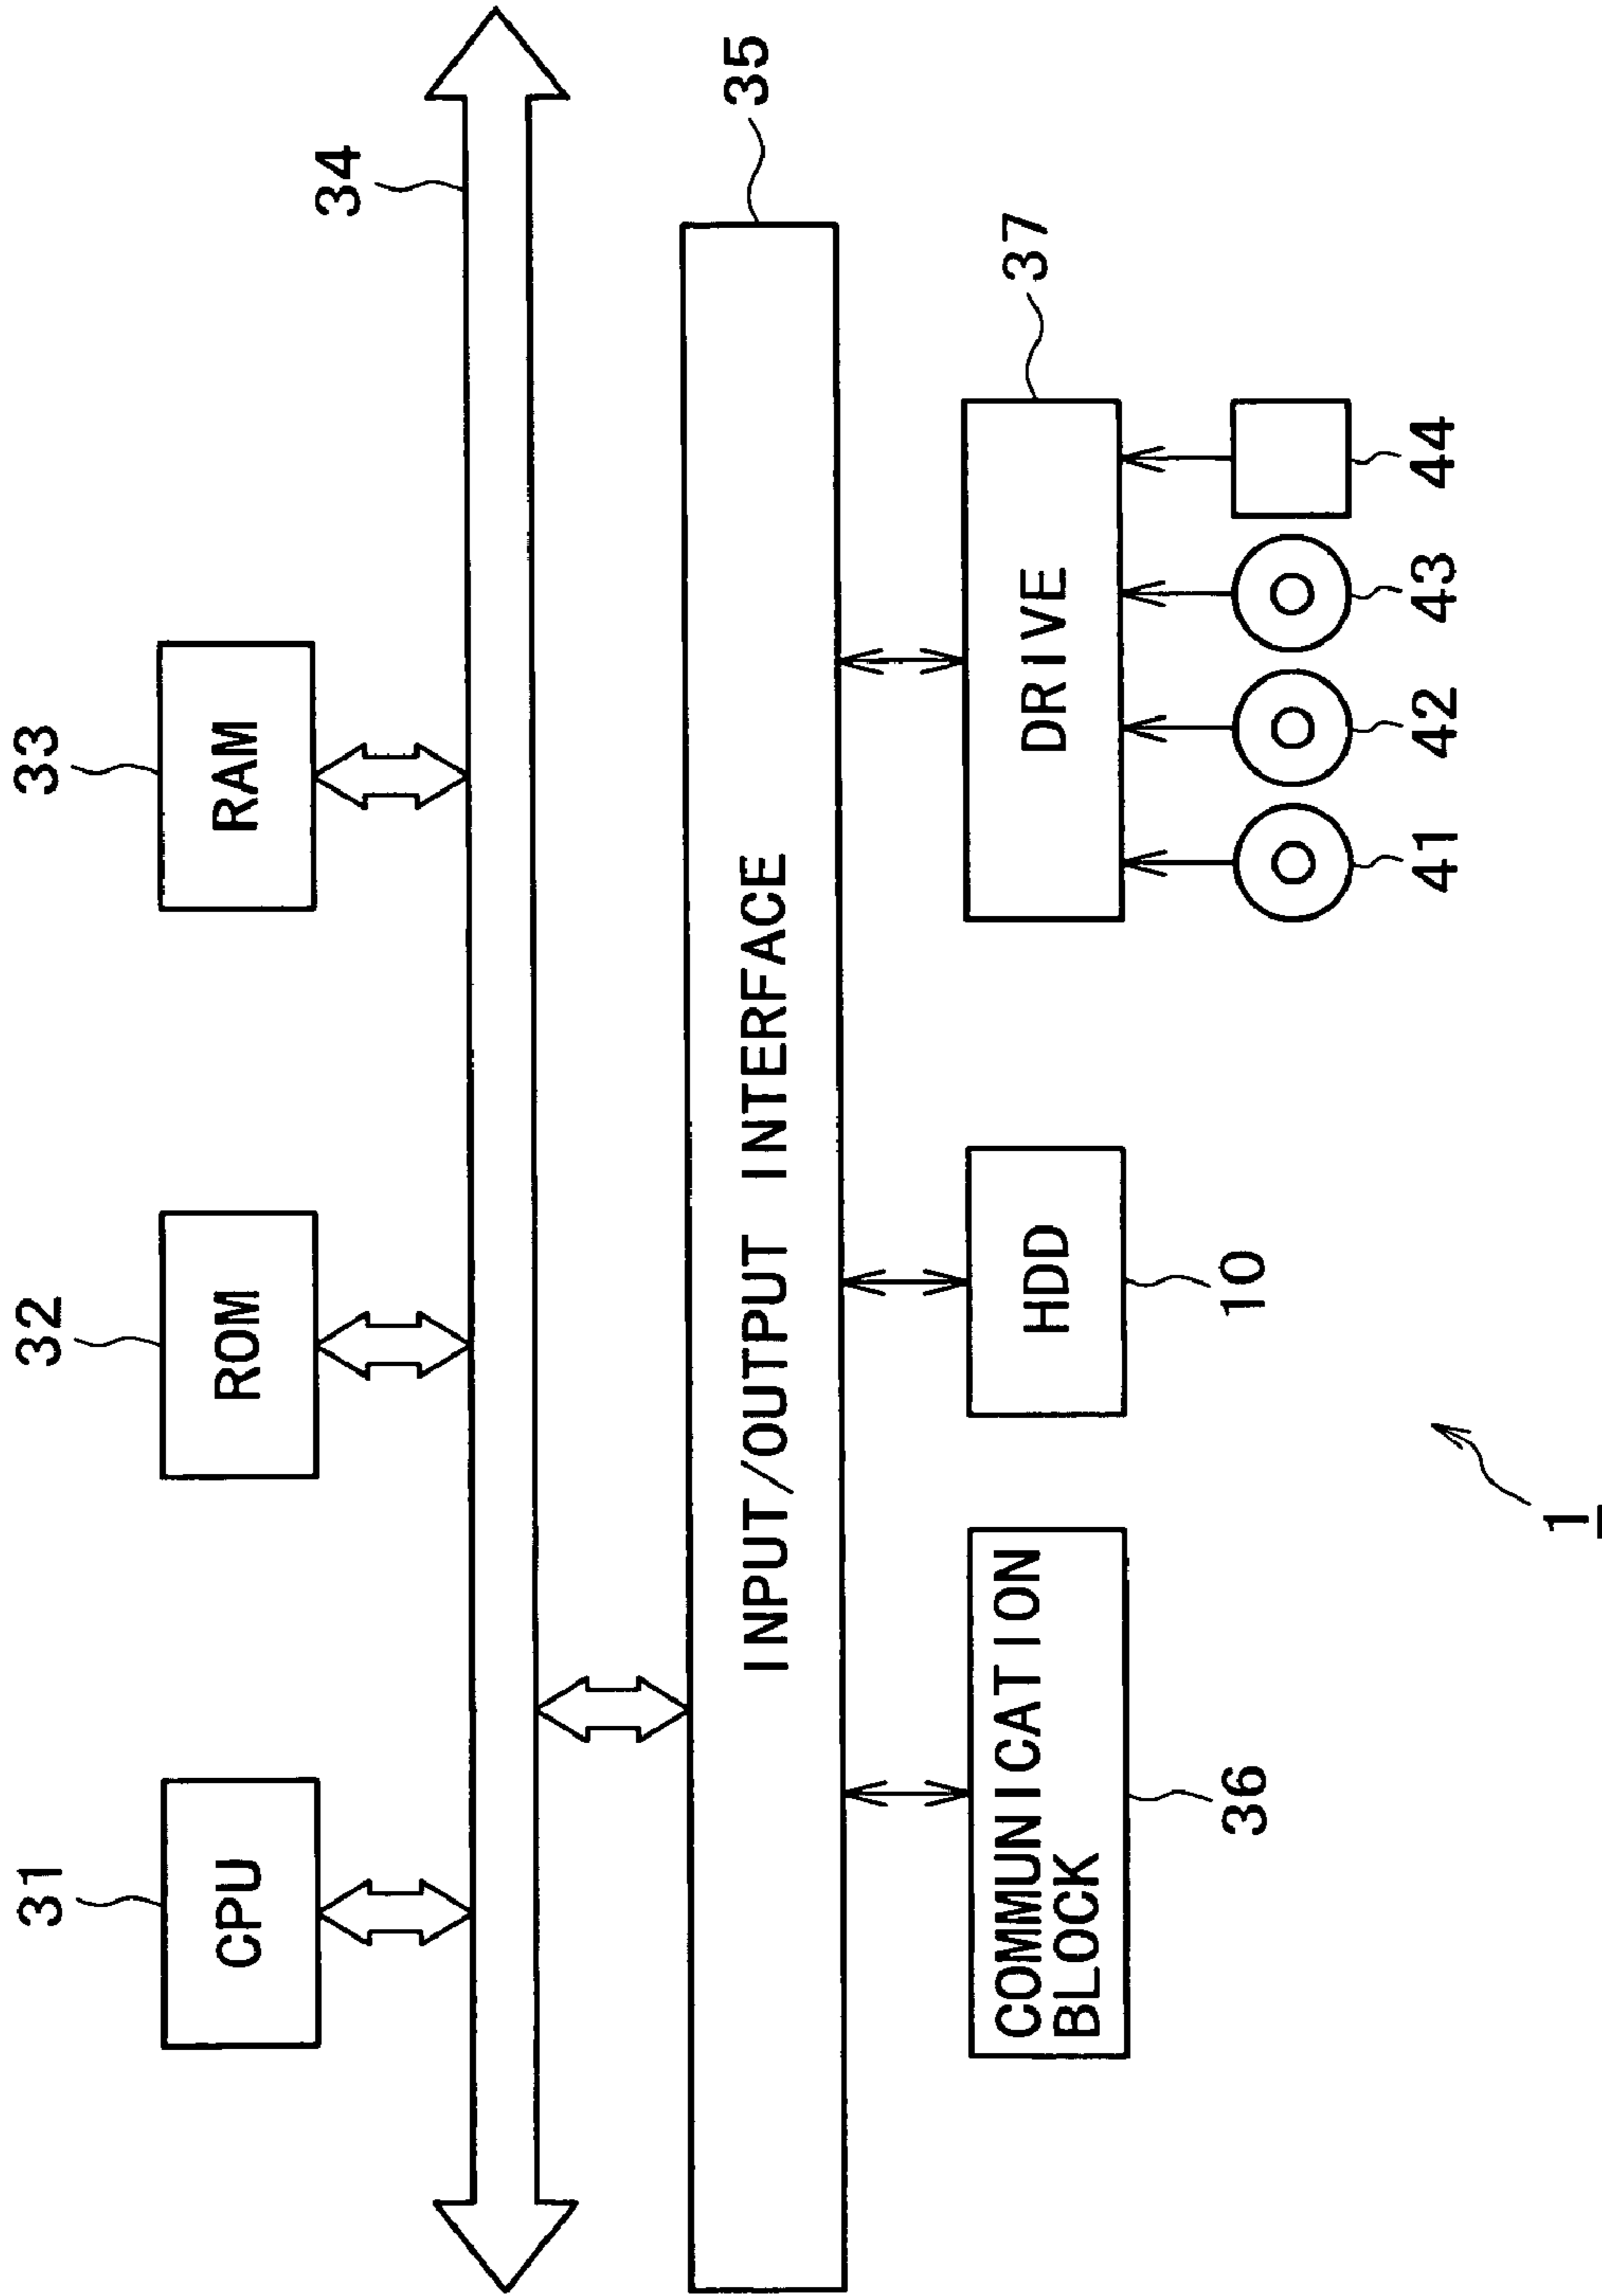 31
32
33
CPU
ROM
RAM
34
35
INPUT/OUTPUT INTERFACE
37
COMMUNICATION
BLOCK
HDD
DRIVE
36
10
41
42
43
44
1